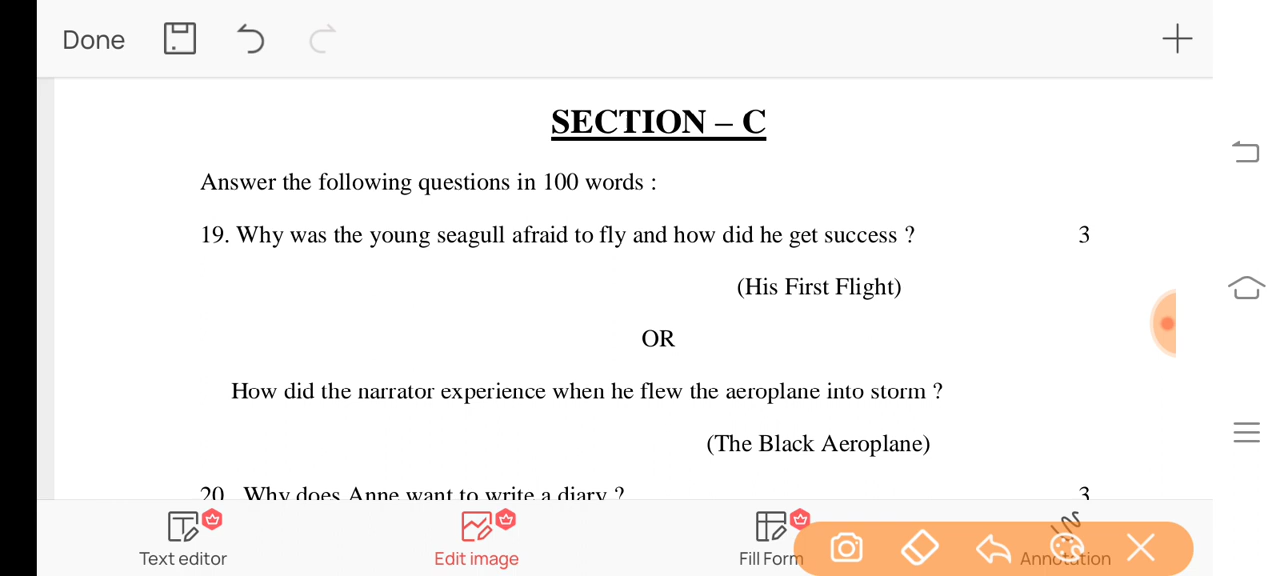 Done
SECTION – C
Answer the following questions in 100 words :
19. Why was the young seagull afraid to fly and how did he get success ? 3
(His First Flight)
OR
How did the narrator experience when he flew the aeroplane into storm ?
(The Black Aeroplane)
20. Why does Anne want to write a diary ? 3
Text editor Edit image Fill Form Annotation